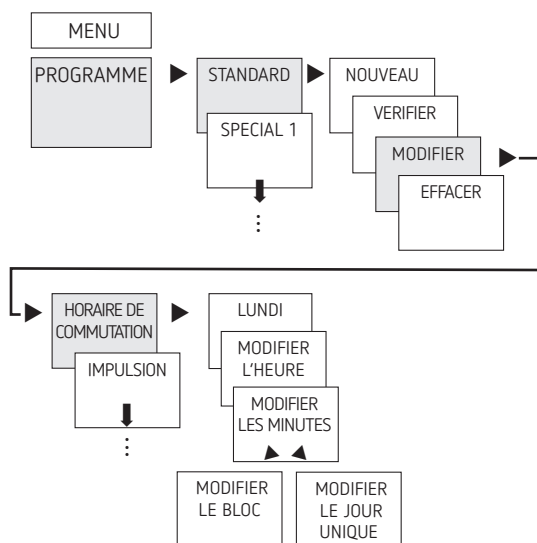 MENU
PROGRAMME
STANDARD
SPECIAL 1
NOUVEAU
VERIFIER
MODIFIER
EFFACER
HORAIRE DE
COMMUTATION
IMPULSION
LUNDI
MODIFIER
L'HEURE
MODIFIER
LES MINUTES
MODIFIER
LE BLOC
MODIFIER
LE JOUR
UNIQUE